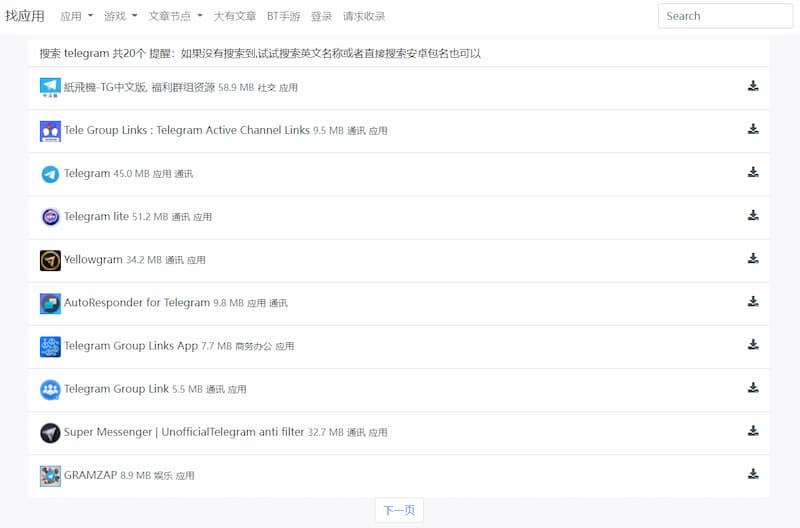 找应用 应用 游戏 文章节点 大有文章 BT手游 登录 请求收录 Search
搜索 telegram 共20个 提醒：如果没有搜索到,试试搜索英文名称或者直接搜索安卓包名也可以
紙飛機-TG中文版, 福利群组资源 58.9 MB 社交 应用
Tele Group Links : Telegram Active Channel Links 9.5 MB 通讯 应用
Telegram 45.0 MB 应用 通讯
Telegram lite 51.2 MB 通讯 应用
Yellowgram 34.2 MB 通讯 应用
AutoResponder for Telegram 9.8 MB 应用 通讯
Telegram Group Links App 7.7 MB 商务办公 应用
Telegram Group Link 5.5 MB 通讯 应用
Super Messenger | UnofficialTelegram anti filter 32.7 MB 通讯 应用
GRAMZAP 8.9 MB 娱乐 应用
下一页